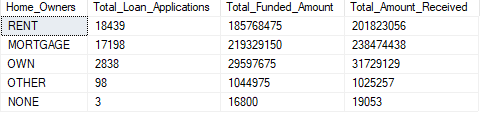 Home_Owners Total_Loan_Applications Total_Funded_Amount Total_Amount_Received
RENT 18439 185768475 201823056
MORTGAGE 17198 219329150 238474438
OWN 2838 29597675 31729129
OTHER 98 1044975 1025257
NONE 3 16800 19053